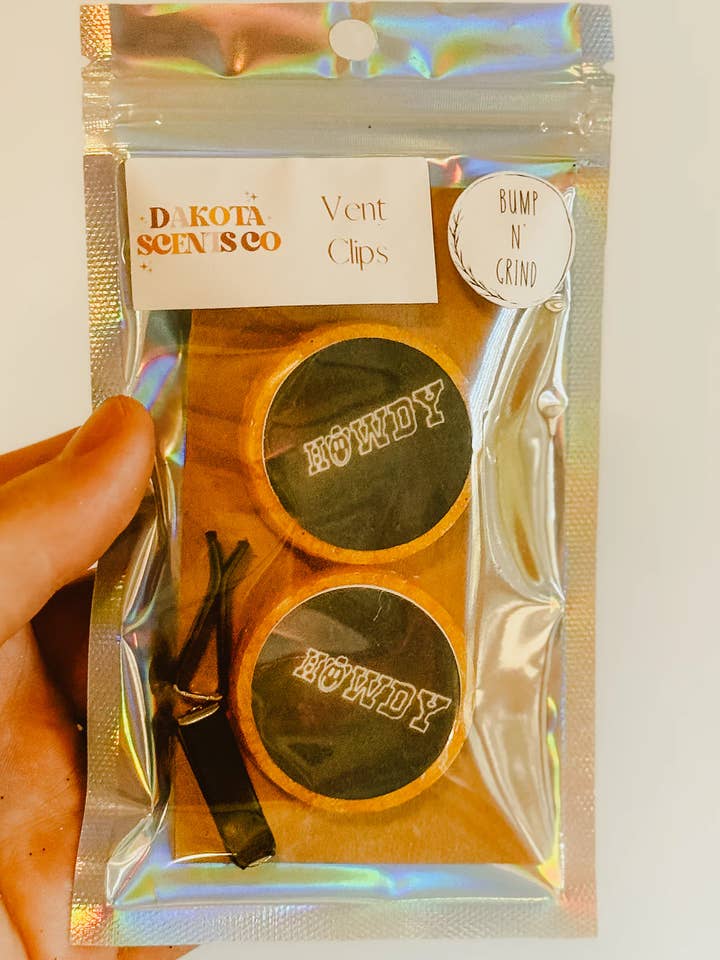 DAKOTA
SCENTS CO
Vent
Clips
BUMP
N'
GRIND
HOWDY
HOWDY